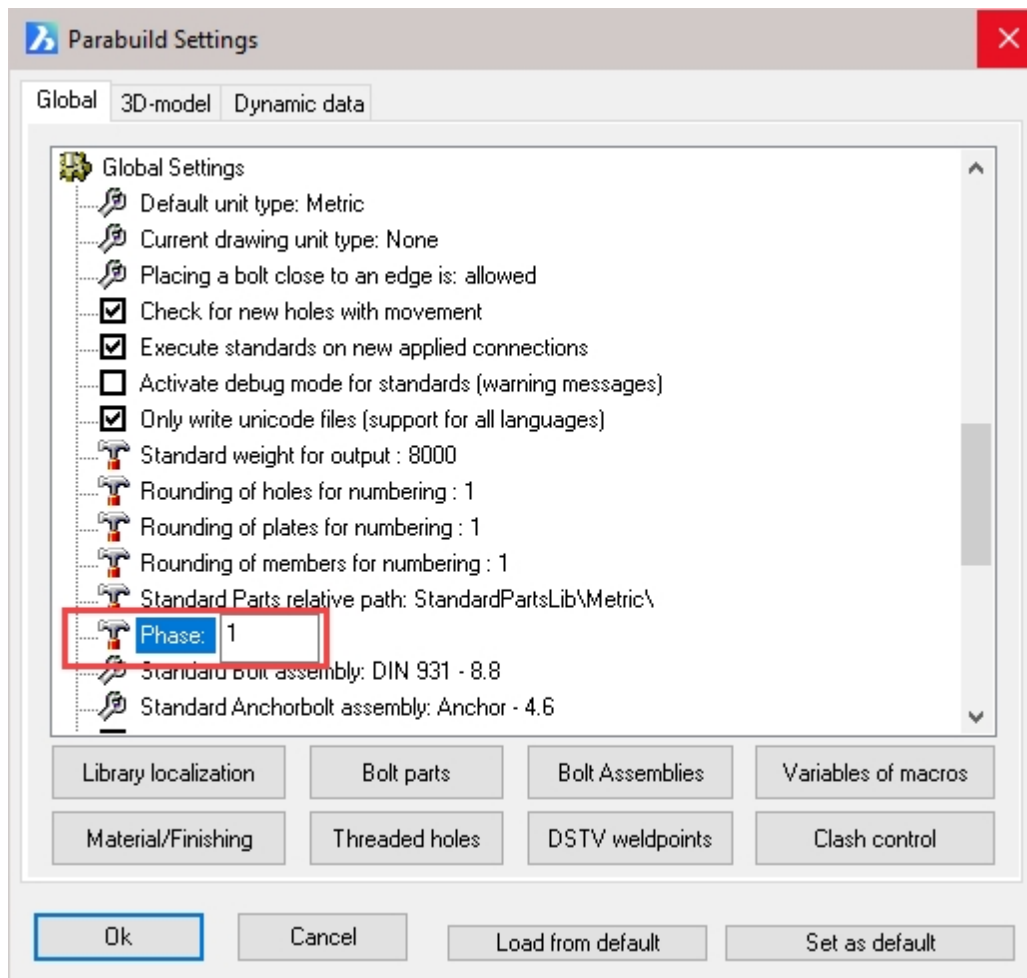 Parabuild Settings
Global 3D-model Dynamic data
Global Settings
Default unit type: Metric
Current drawing unit type: None
Placing a bolt close to an edge is: allowed
Check for new holes with movement
Execute standards on new applied connections
Activate debug mode for standards (warning messages)
Only write unicode files (support for all languages)
Standard weight for output : 8000
Rounding of holes for numbering : 1
Rounding of plates for numbering : 1
Rounding of members for numbering : 1
Standard Parts relative path: StandardPartsLib\Metric\
Phase: 1
Standard Bolt assembly: DIN 931 - 8.8
Standard Anchorbolt assembly: Anchor - 4.6
Library localization Bolt parts Bolt Assemblies Variables of macros
Material/Finishing Threaded holes DSTV weldpoints Clash control
Ok Cancel Load from default Set as default